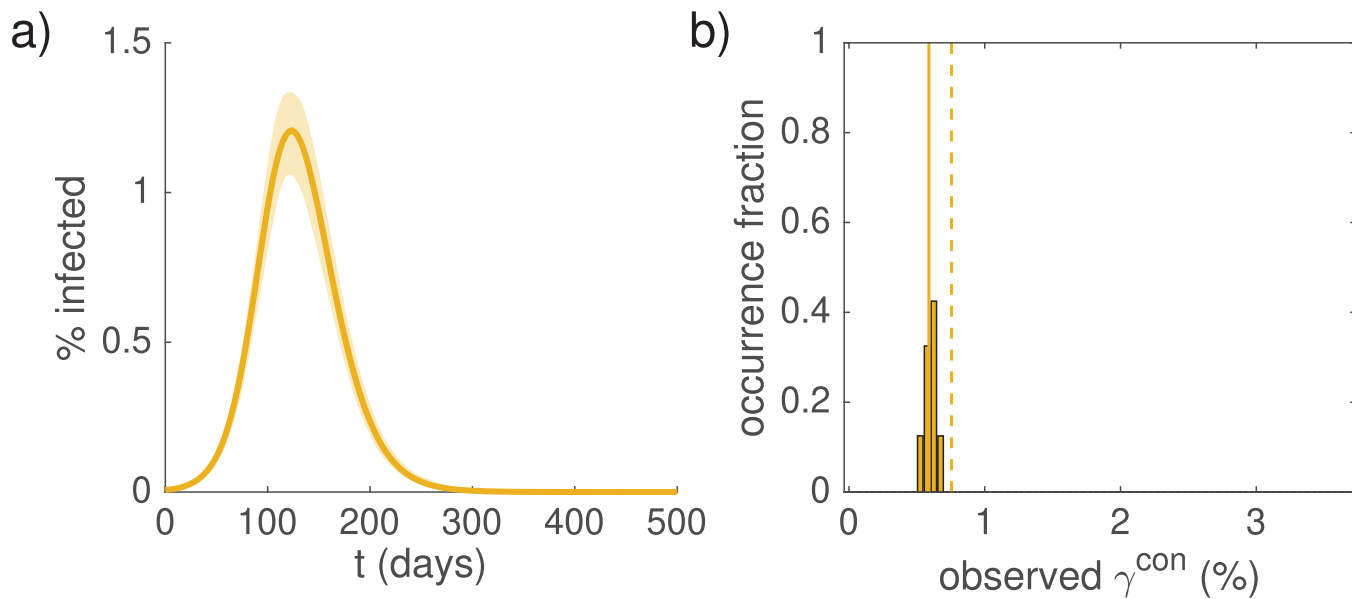 a)
1.5
1
0.5
0
% infected
0 100 200 300 400 500
t (days)
b)
1
0.8
0.6
0.4
0.2
0
occurrence fraction
0 1 2 3
observed γ^con (%)